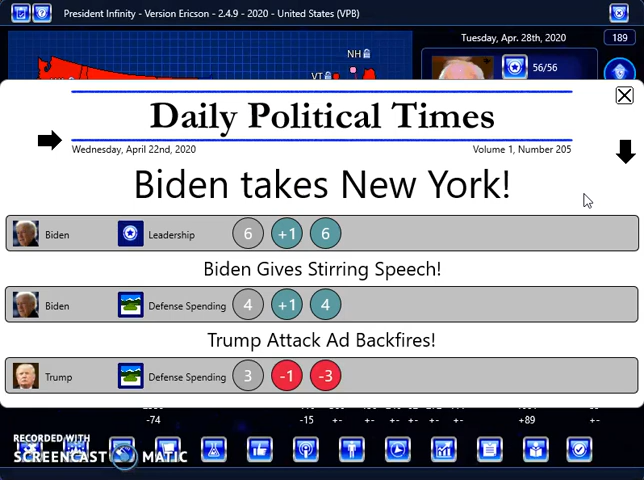 President Infinity - Version Ericson - 2.4.9 - 2020 - United States (VPB)
Tuesday, Apr. 28th, 2020
189
NH
VT
56/56
Daily Political Times
Wednesday, April 22nd, 2020
Volume 1, Number 205
Biden takes New York!
Biden Leadership 6 +1 6
Biden Gives Stirring Speech!
Biden Defense Spending 4 +1 4
Trump Attack Ad Backfires!
Trump Defense Spending 3 -1 -3
-74 -15 +- +- +- +- +- +- +89 +-
RECORDED WITH
SCREENCAST MATIC